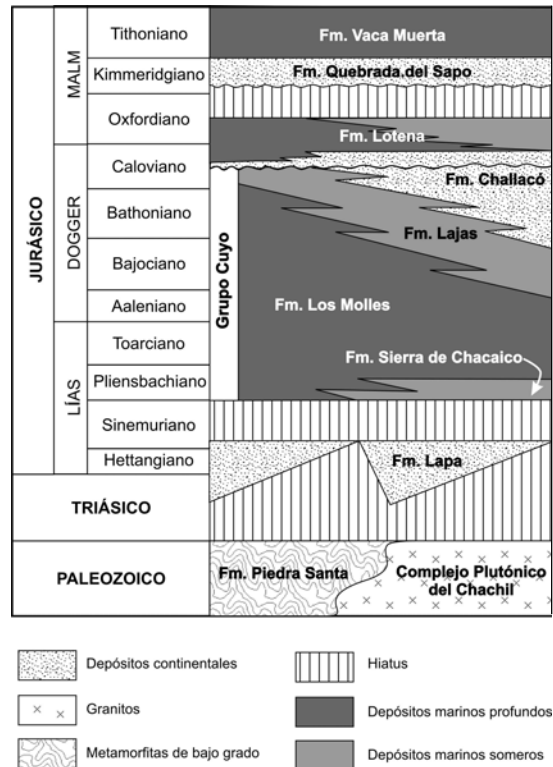 JURÁSICO
MALM
DOGGER
LÍAS
Tithoniano
Kimmeridgiano
Oxfordiano
Caloviano
Bathoniano
Bajociano
Aaleniano
Toarciano
Pliensbachiano
Sinemuriano
Hettangiano
TRIÁSICO
PALEOZOICO
Fm. Vaca Muerta
Fm. Quebrada.del Sapo
Fm. Lotena
Fm. Challacó
Fm. Lajas
Grupo Cuyo
Fm. Los Molles
Fm. Sierra de Chacaico
Fm. Lapa
Fm. Piedra Santa
Complejo Plutónico
del Chachil
Depósitos continentales
Granitos
Metamorfitas de bajo grado
Hiatus
Depósitos marinos profundos
Depósitos marinos someros